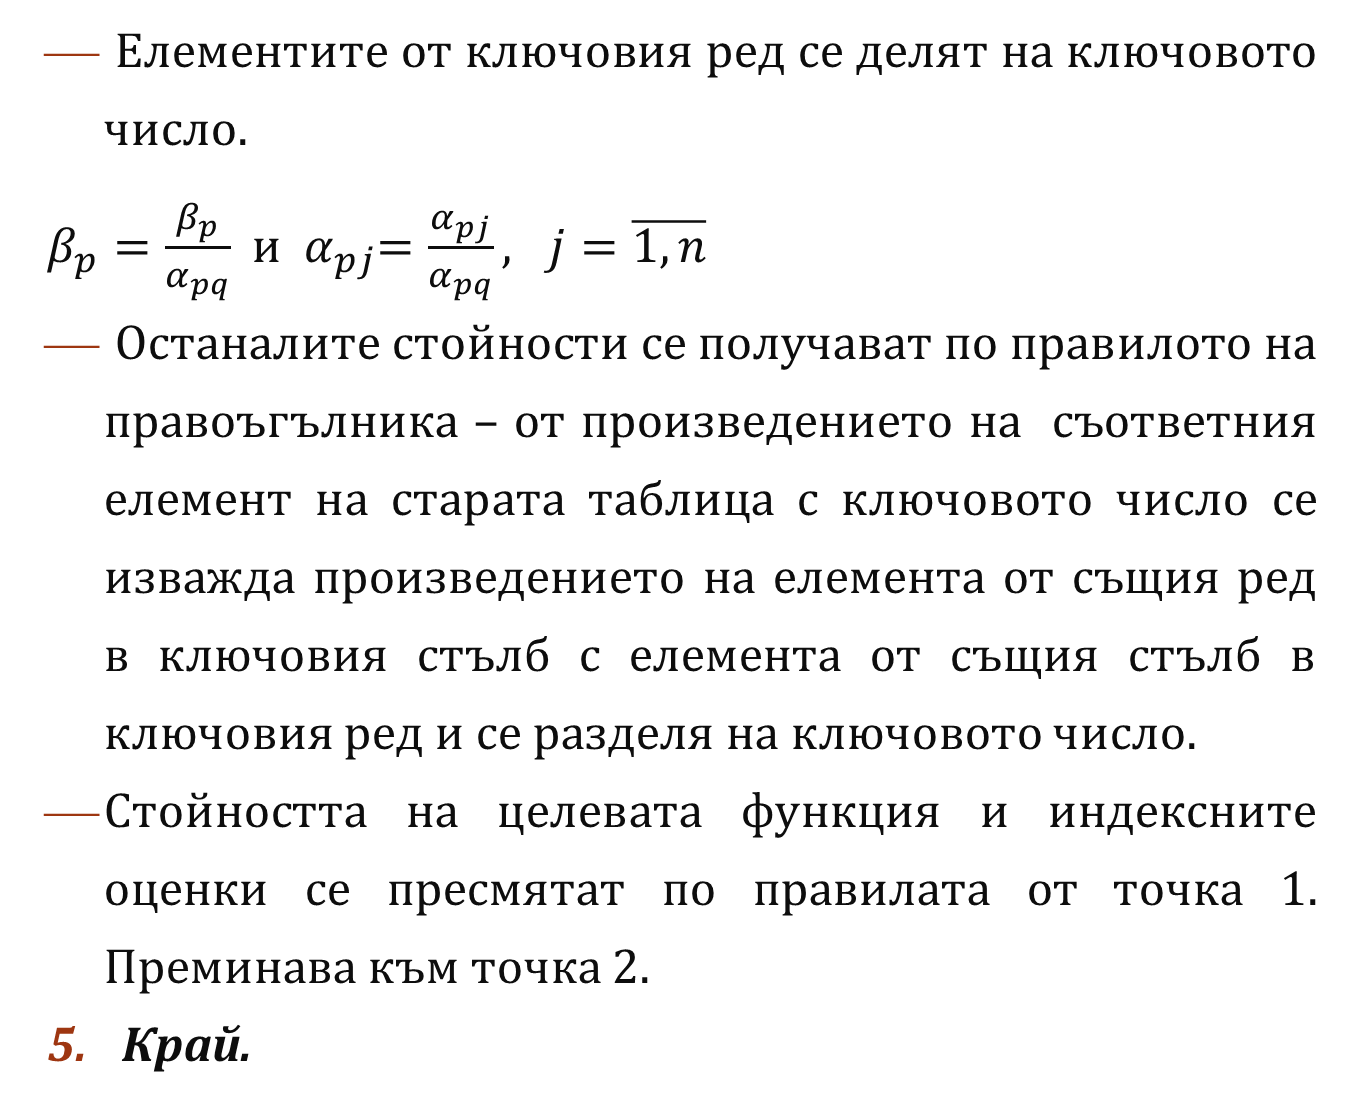 — Елементите от ключовия ред се делят на ключовото
число.
βₚ = βₚ/αₚq и αₚⱼ= αₚⱼ/αₚq, j = 1,n
— Останалите стойности се получават по правилото на
правоъгълника – от произведението на съответния
елемент на старата таблица с ключовото число се
изважда произведението на елемента от същия ред
в ключовия стълб с елемента от същия стълб в
ключовия ред и се разделя на ключовото число.
—Стойността на целевата функция и индексните
оценки се пресмятат по правилата от точка 1.
Преминава към точка 2.
5. Край.